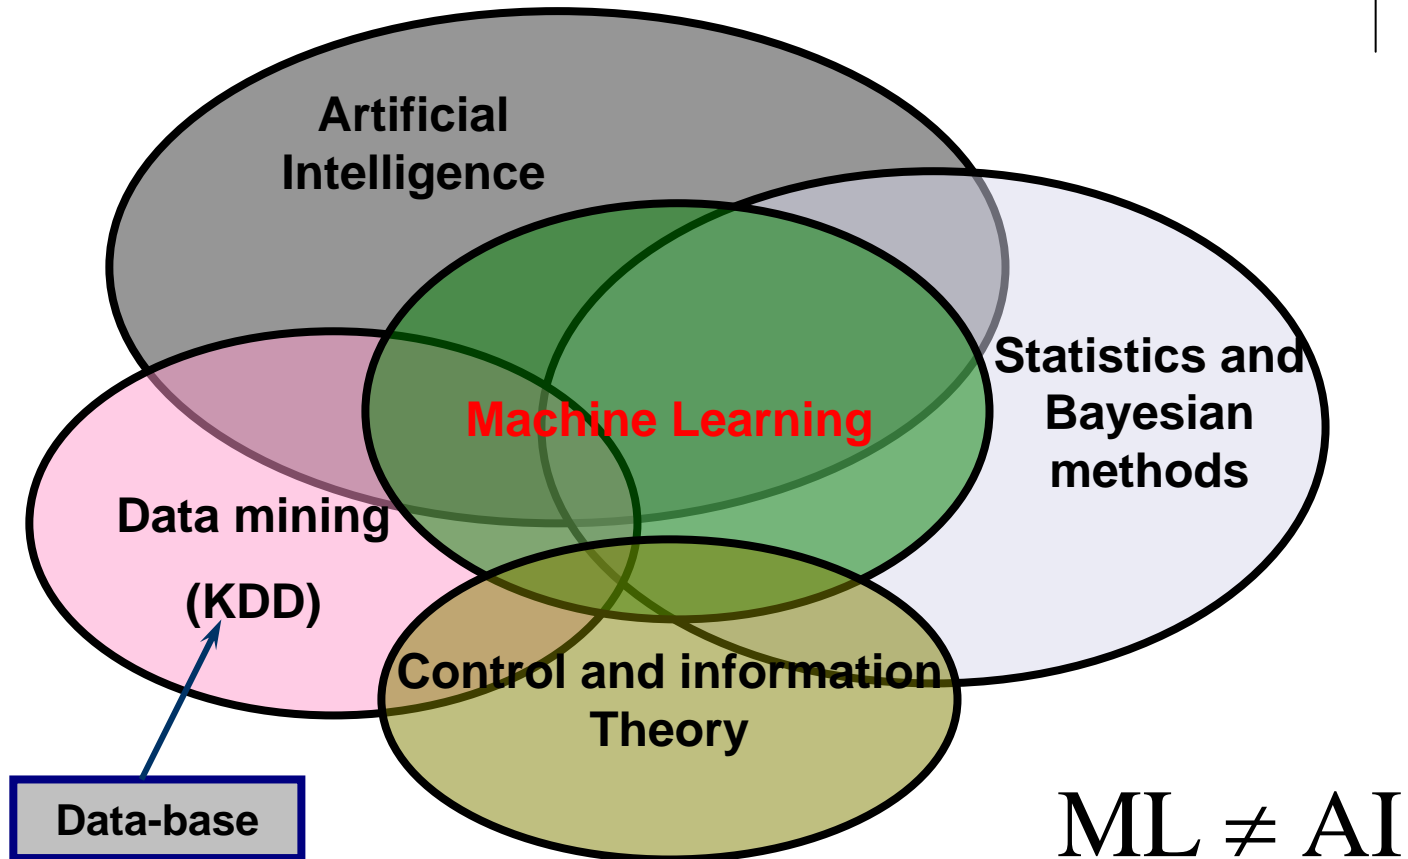 Artificial
Intelligence
Statistics and
Bayesian
methods
Machine Learning
Data mining
(KDD)
Control and information
Theory
Data-base
ML ≠ AI